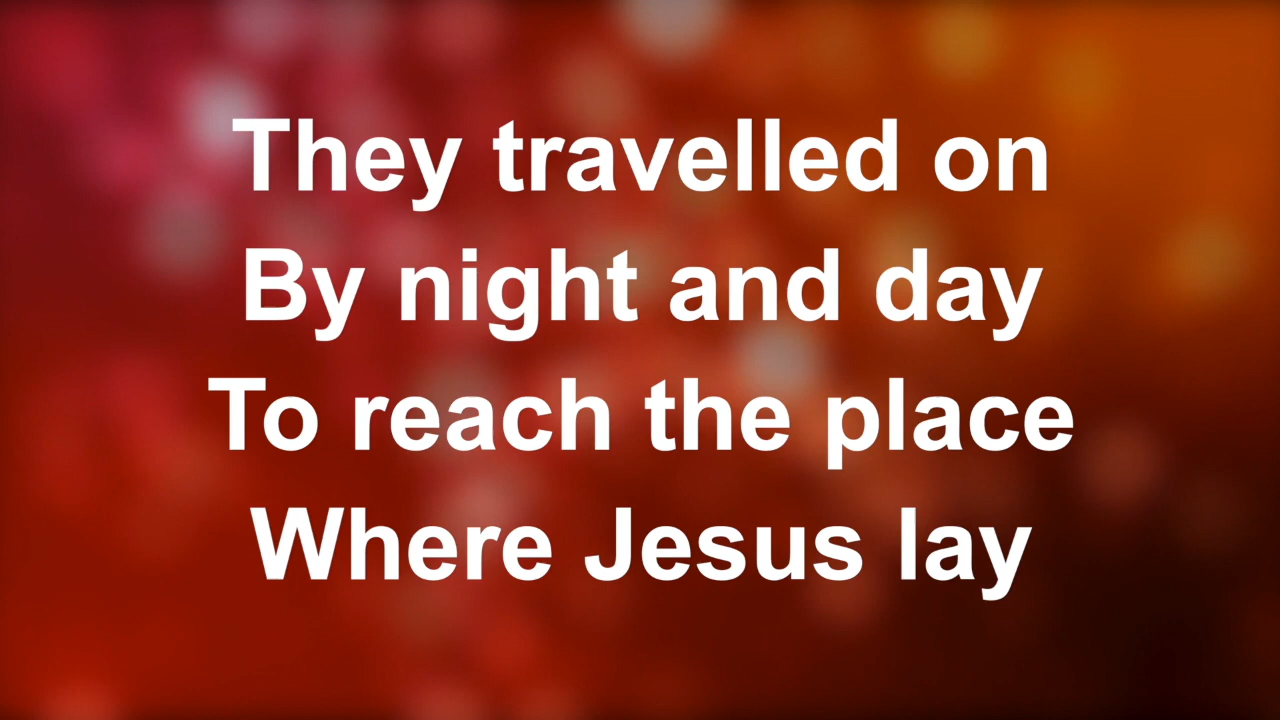 They travelled on
By night and day
To reach the place
Where Jesus lay